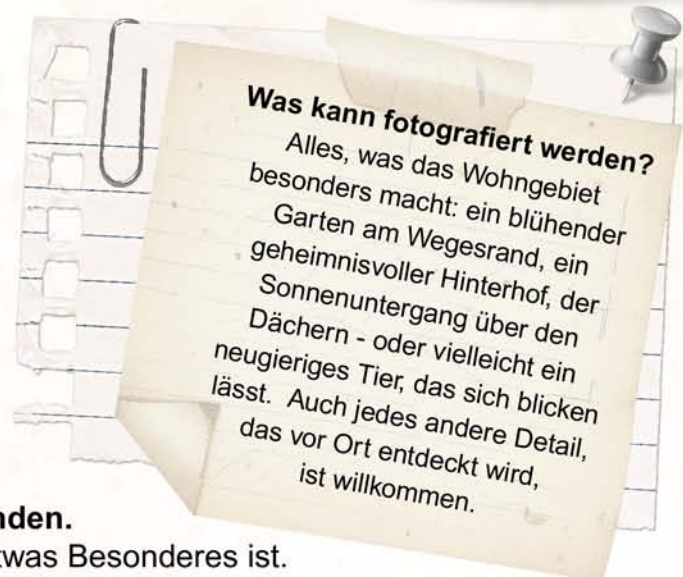 Was kann fotografiert werden?
Alles, was das Wohngebiet
besonders macht: ein blühender
Garten am Wegesrand, ein
geheimnisvoller Hinterhof, der
Sonnenuntergang über den
Dächern - oder vielleicht ein
neugieriges Tier, das sich blicken
lässt. Auch jedes andere Detail,
das vor Ort entdeckt wird,
ist willkommen.
nden.
twas Besonderes ist.